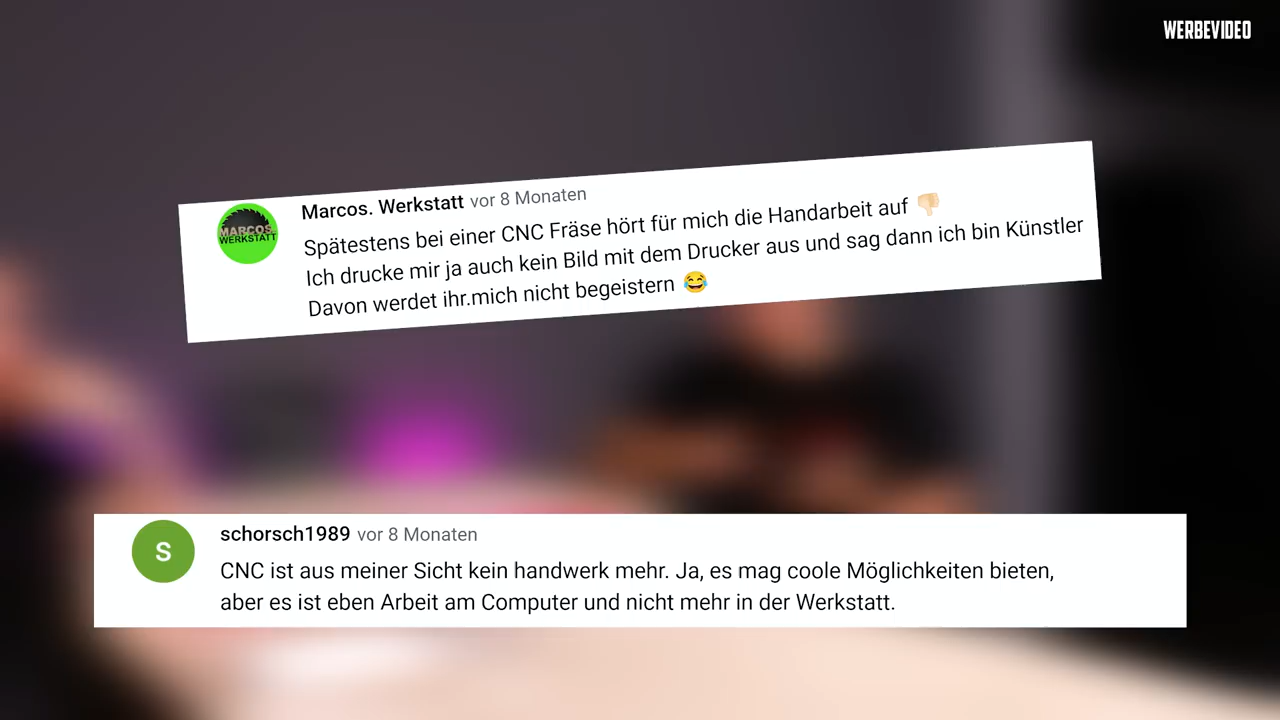 WERBEVIDEO
Marcos. Werkstatt vor 8 Monaten
MARCOS
WERKSTATT
Spätestens bei einer CNC Fräse hört für mich die Handarbeit auf 👎🏻
Ich drucke mir ja auch kein Bild mit dem Drucker aus und sag dann ich bin Künstler
Davon werdet ihr.mich nicht begeistern 😂
S
schorsch1989 vor 8 Monaten
CNC ist aus meiner Sicht kein handwerk mehr. Ja, es mag coole Möglichkeiten bieten,
aber es ist eben Arbeit am Computer und nicht mehr in der Werkstatt.